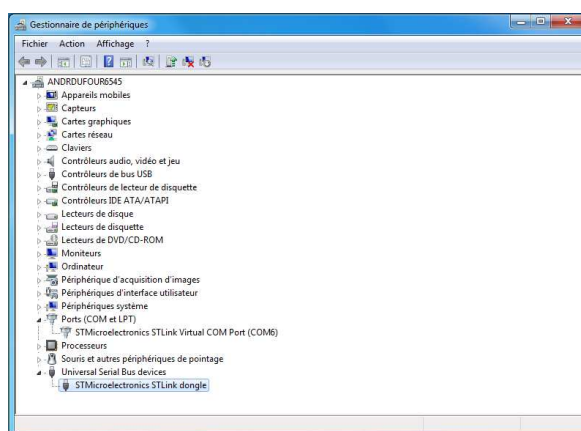 Gestionnaire de périphériques
Fichier Action Affichage ?
ANDRDUFOUR6545
Appareils mobiles
Capteurs
Cartes graphiques
Cartes réseau
Claviers
Contrôleurs audio, vidéo et jeu
Contrôleurs de bus USB
Contrôleurs de lecteur de disquette
Contrôleurs IDE ATA/ATAPI
Lecteurs de disque
Lecteurs de disquette
Lecteurs de DVD/CD-ROM
Moniteurs
Ordinateur
Périphérique d'acquisition d'images
Périphériques d'interface utilisateur
Périphériques système
Ports (COM et LPT)
STMicroelectronics STLink Virtual COM Port (COM6)
Processeurs
Souris et autres périphériques de pointage
Universal Serial Bus devices
STMicroelectronics STLink dongle